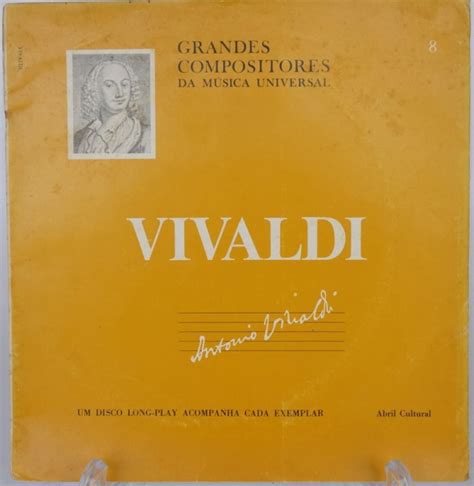 GRANDES
COMPOSITORES
DA MÚSICA UNIVERSAL
8
VIVALDI
Antonio Vivaldi
UM DISCO LONG-PLAY ACOMPANHA CADA EXEMPLAR
Abril Cultural